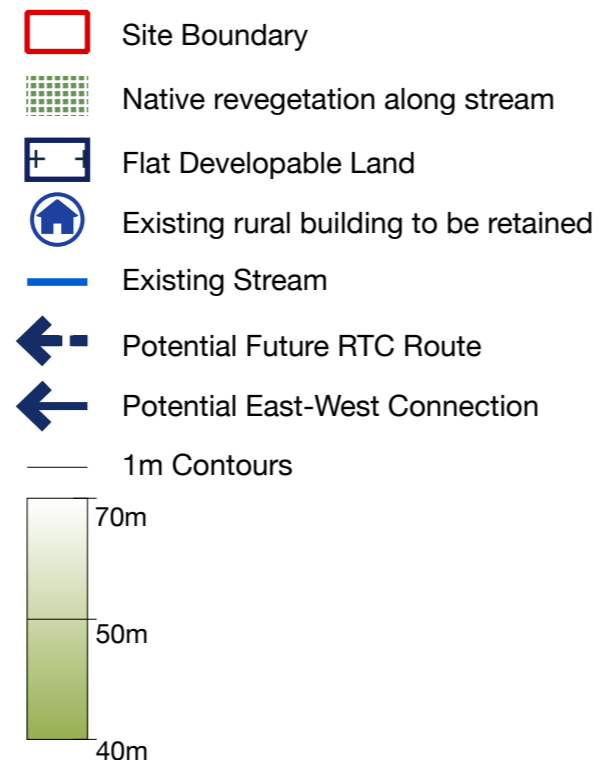 Site Boundary
Native revegetation along stream
Flat Developable Land
Existing rural building to be retained
Existing Stream
Potential Future RTC Route
Potential East-West Connection
1m Contours
70m
50m
40m